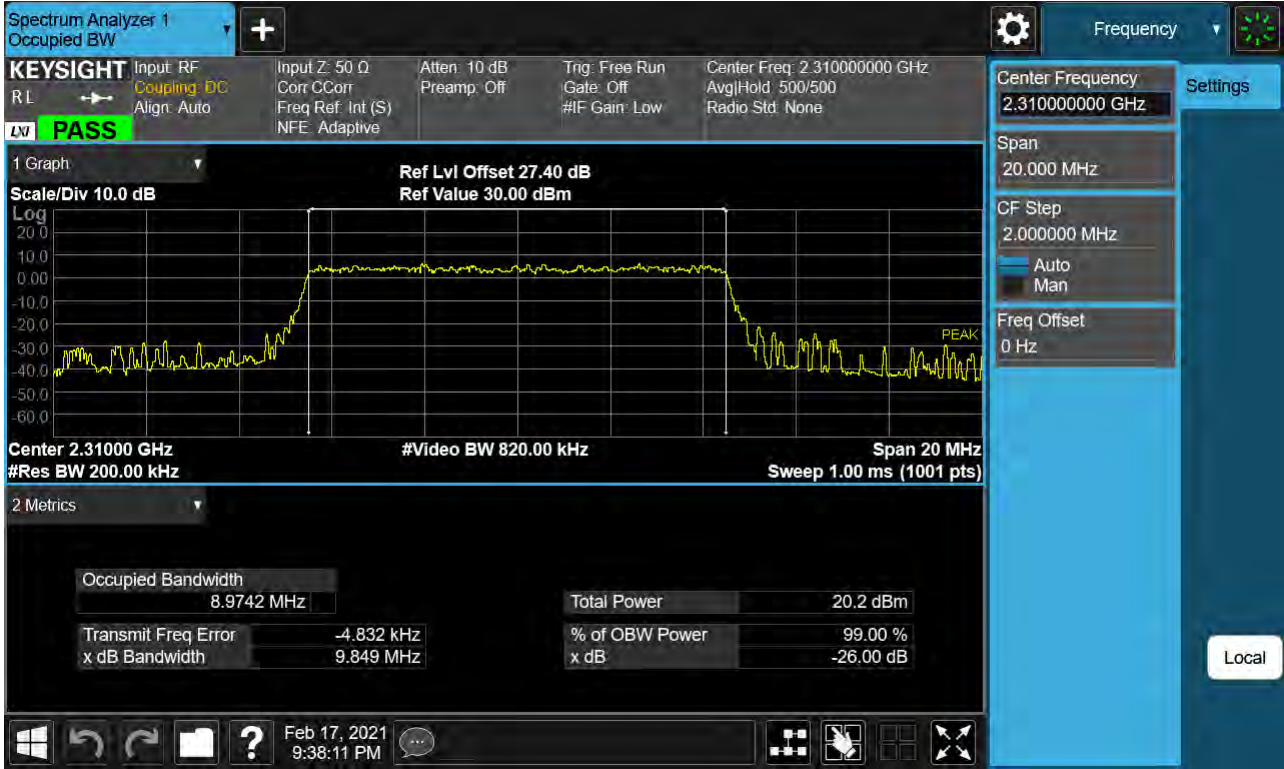 Spectrum Analyzer 1
Occupied BW
Frequency
KEYSIGHT
RL
LXI
PASS
Input: RF
Coupling: DC
Align: Auto
Input Z: 50 Ω
Corr CCorr
Freq Ref: Int (S)
NFE: Adaptive
Atten: 10 dB
Preamp: Off
Trig: Free Run
Gate: Off
#IF Gain: Low
Center Freq: 2.310000000 GHz
Avg|Hold: 500/500
Radio Std: None
1 Graph
Scale/Div 10.0 dB
Ref Lvl Offset 27.40 dB
Ref Value 30.00 dBm
Log
20.0
10.0
0.00
-10.0
-20.0
-30.0
-40.0
-50.0
-60.0
PEAK
Center 2.31000 GHz
#Video BW 820.00 kHz
Span 20 MHz
#Res BW 200.00 kHz
Sweep 1.00 ms (1001 pts)
2 Metrics
Occupied Bandwidth
8.9742 MHz
Total Power 20.2 dBm
Transmit Freq Error -4.832 kHz
% of OBW Power 99.00 %
x dB Bandwidth 9.849 MHz
x dB -26.00 dB
Center Frequency
2.310000000 GHz
Settings
Span
20.000 MHz
CF Step
2.000000 MHz
Auto
Man
Freq Offset
0 Hz
Local
?
Feb 17, 2021
9:38:11 PM